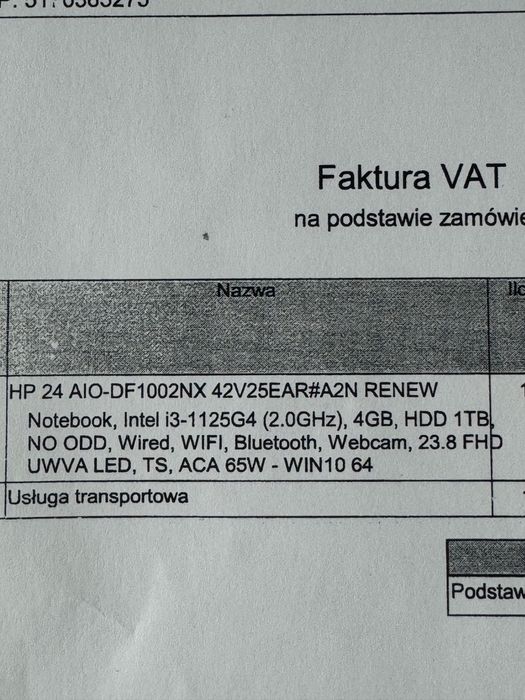 Faktura VAT
na podstawie
Nazwa
HP 24 AIO-DF1002NX 42V25EAR#A2N RENEW
Notebook, Intel i3-1125G4 (2.0GHz), 4GB, HDD 1TB,
NO ODD, Wired, WIFI, Bluetooth, Webcam, 23.8 FHD
UWVA LED, TS, ACA 65W - WIN10 64
Usługa transportowa